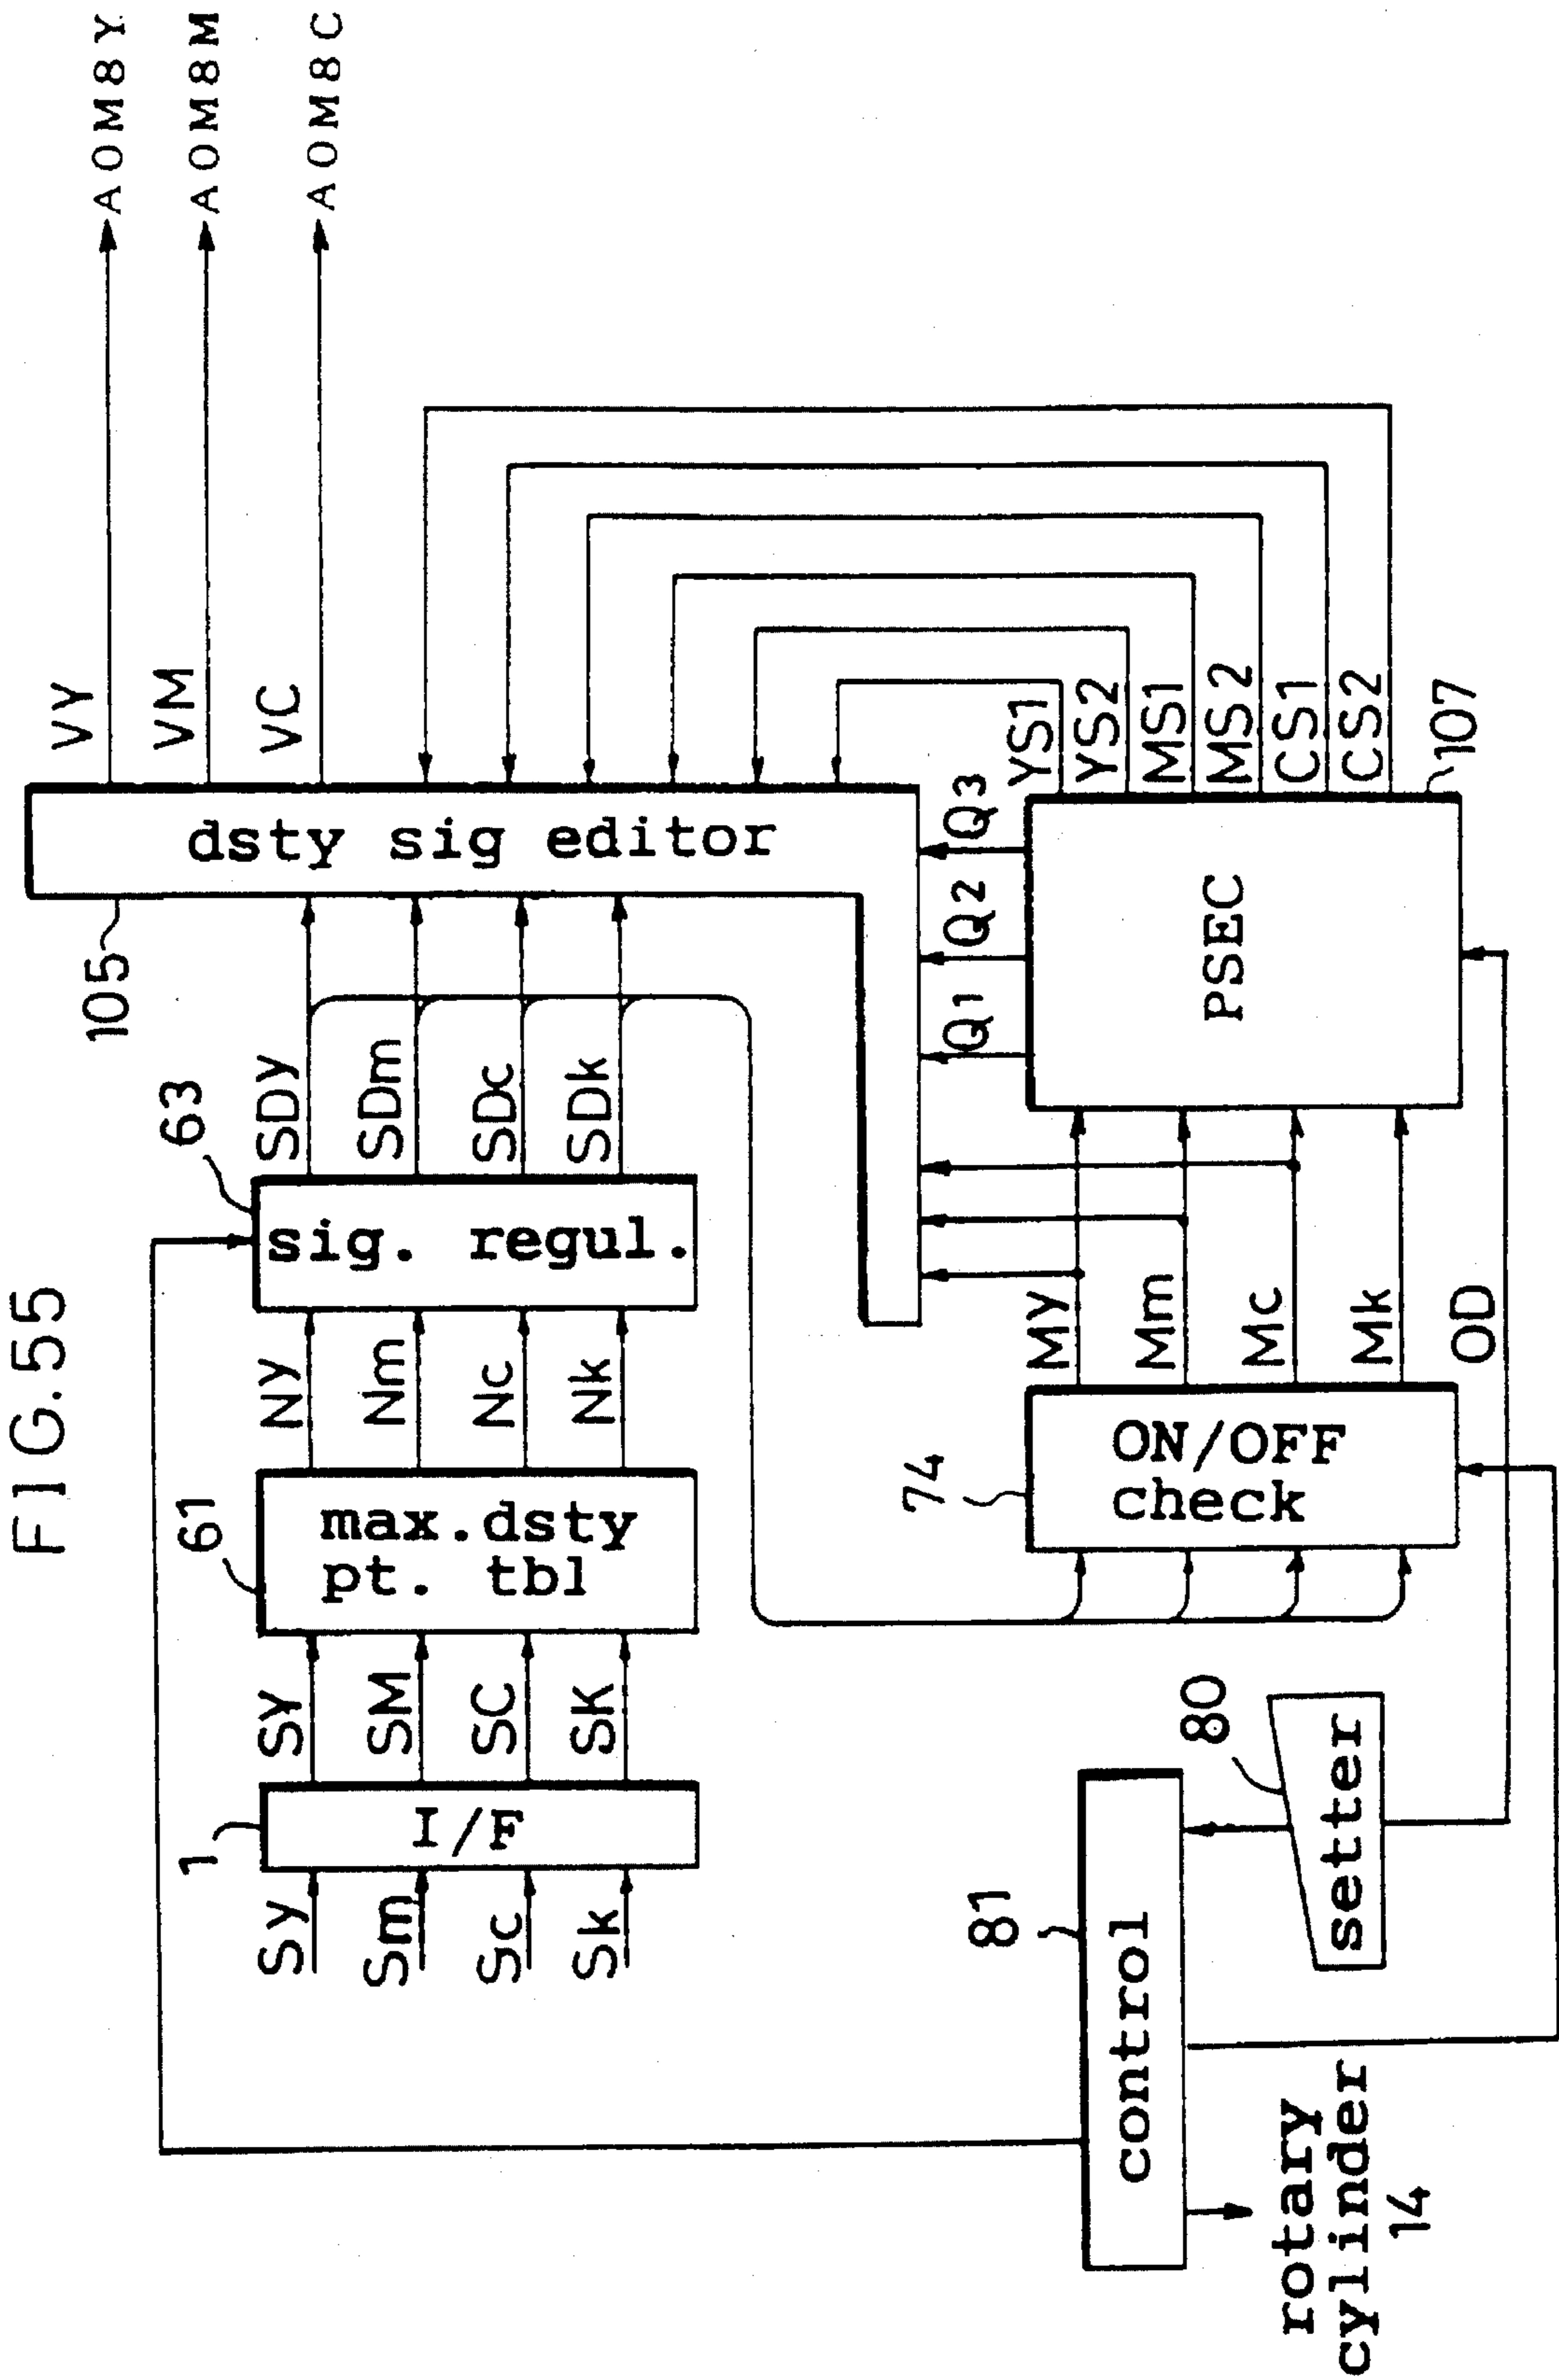 FIG.55
VY
VM
VC
AOM8Y
AOM8M
AOM8C
105
dsty sig editor
1
I/F
Sy
Sm
Sc
Sk
SY
SM
SC
SK
61
max.dsty
pt. tbl
Ny
Nm
Nc
Nk
63
sig. regul.
SDy
SDm
SDc
SDk
81
control
rotary
cylinder
14
80
setter
74
ON/OFF
check
My
Mm
Mc
Mk
OD
Q1
Q2
Q3
PSEC
107
YS1
YS2
MS1
MS2
CS1
CS2